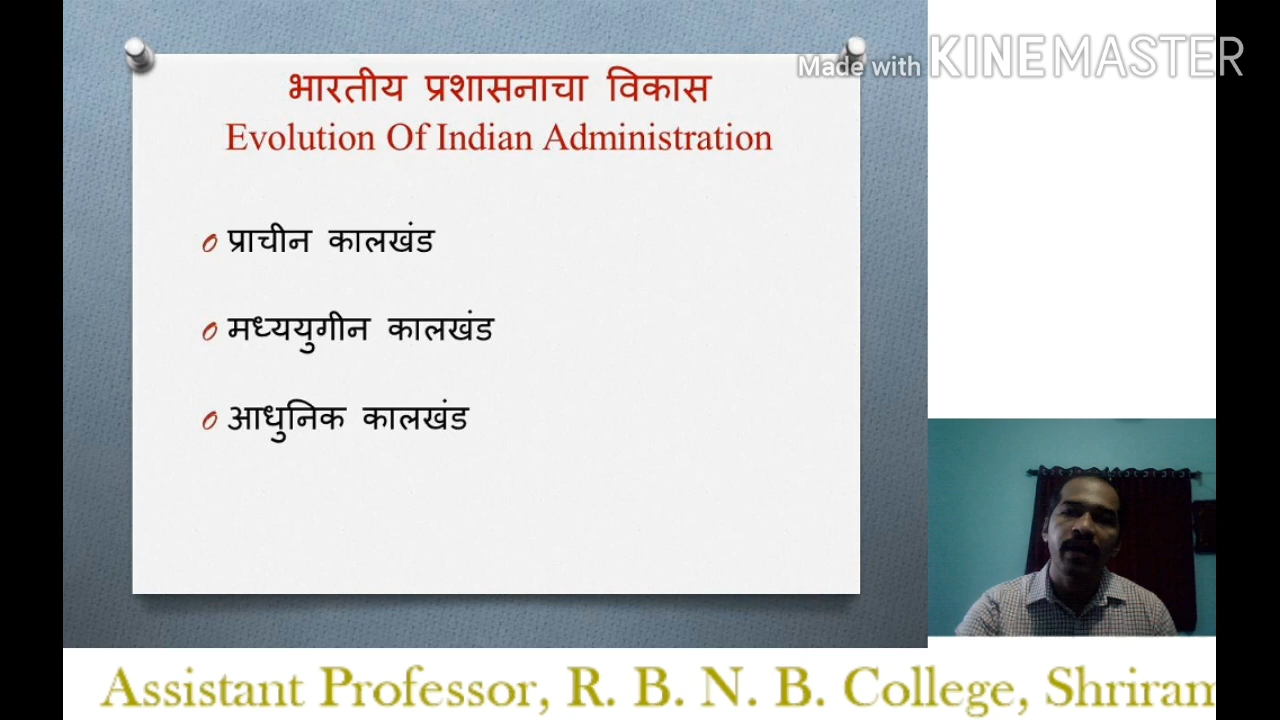 Made with KINEMASTER
भारतीय प्रशासनाचा विकास
Evolution Of Indian Administration
प्राचीन कालखंड
मध्ययुगीन कालखंड
आधुनिक कालखंड
Assistant Professor, R. B. N. B. College, Shriram